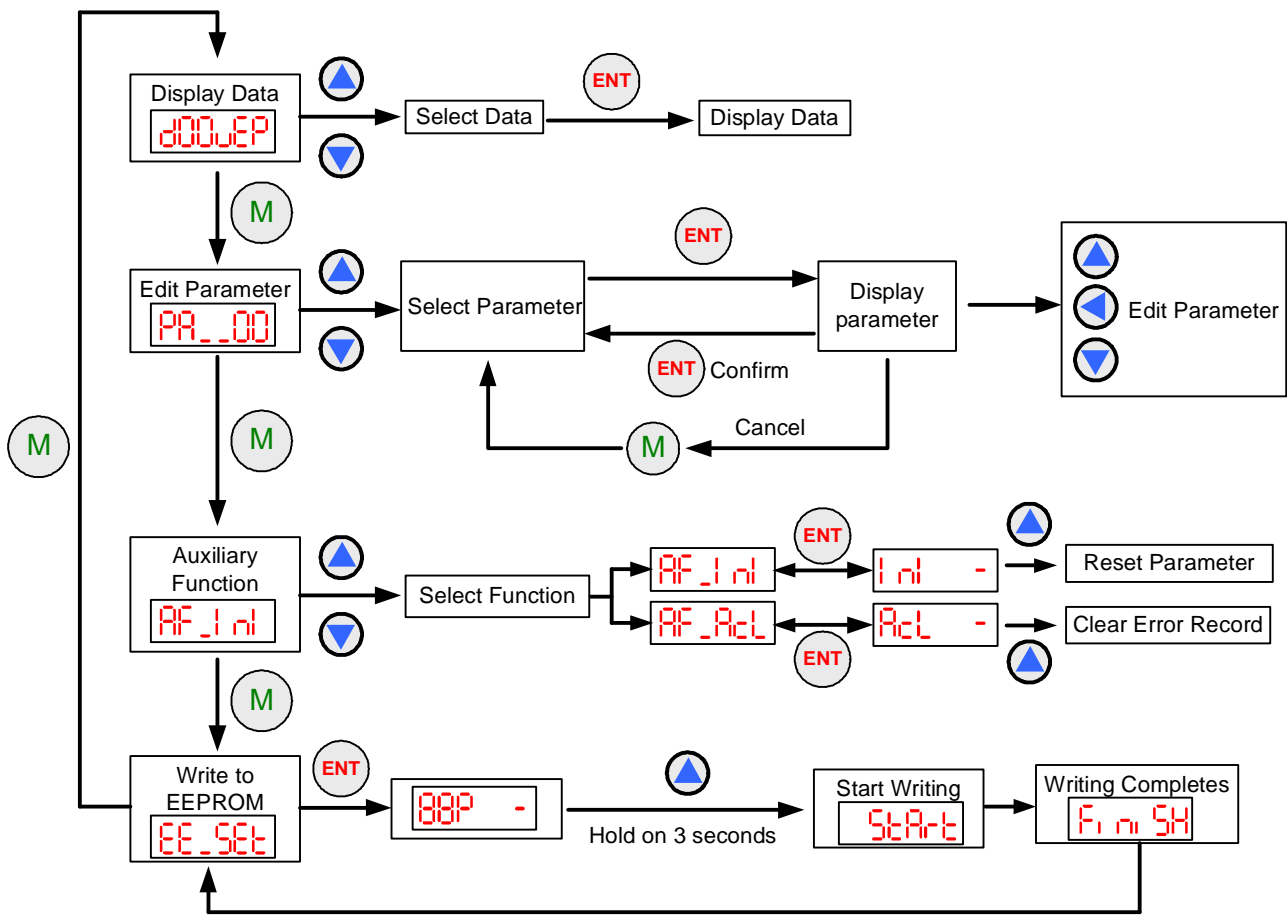 Display Data
d00uEP
ENT
Select Data
Display Data
M
Edit Parameter
PA__00
Select Parameter
ENT
Display
parameter
ENT
Confirm
Edit Parameter
M
M
Cancel
M
Auxiliary
Function
AF_InI
Select Function
AF_InI
ENT
InI -
Reset Parameter
AF_AcL
ENT
AcL -
Clear Error Record
M
Write to
EEPROM
EE_SEt
ENT
88P -
Hold on 3 seconds
Start Writing
StArt
Writing Completes
FiniSH